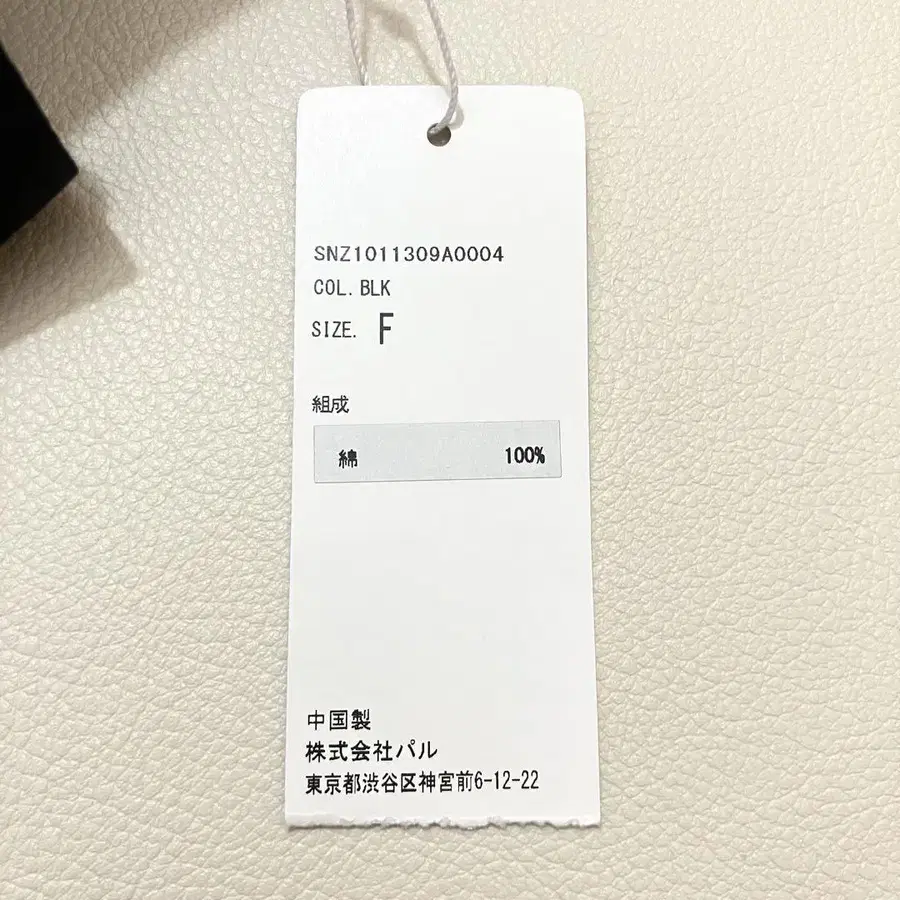 SNZ1011309A0004
COL. BLK
SIZE. F
組成
綿 100%
中国製
株式会社パル
東京都渋谷区神宮前6-12-22